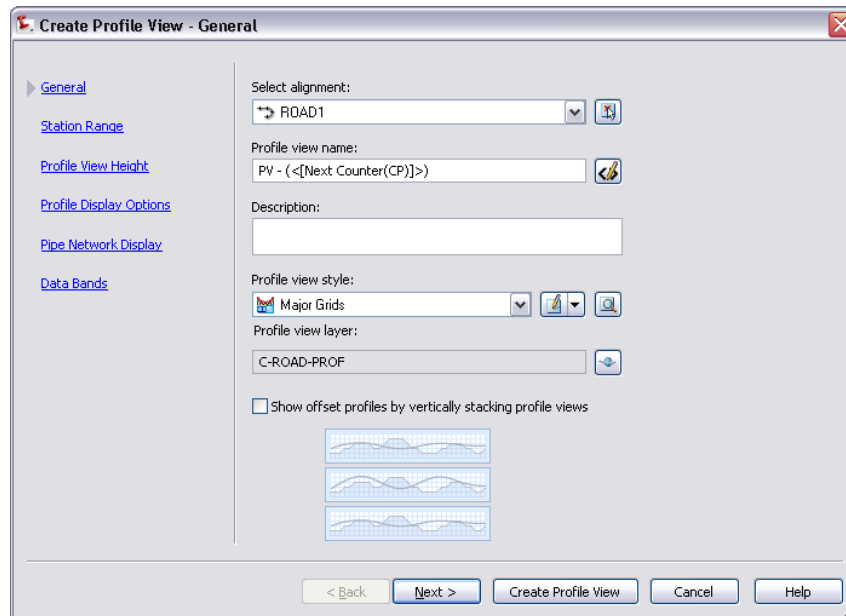 Create Profile View - General
General
Station Range
Profile View Height
Profile Display Options
Pipe Network Display
Data Bands
Select alignment:
ROAD1
Profile view name:
PV - (<[Next Counter(CP)]>)
Description:
Profile view style:
Major Grids
Profile view layer:
C-ROAD-PROF
Show offset profiles by vertically stacking profile views
< Back
Next >
Create Profile View
Cancel
Help